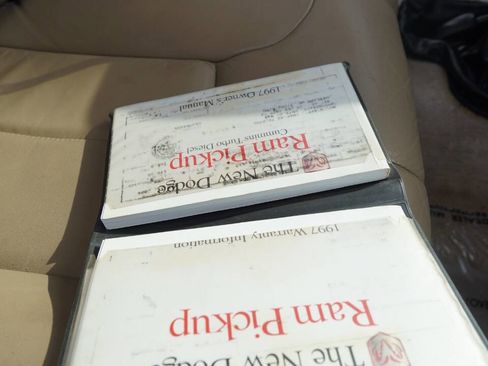 The New Dodge
Ram Pickup
Cummins Turbo Diesel
1997 Owner's Manual
The New Dodge
Ram Pickup
1997 Warranty Information